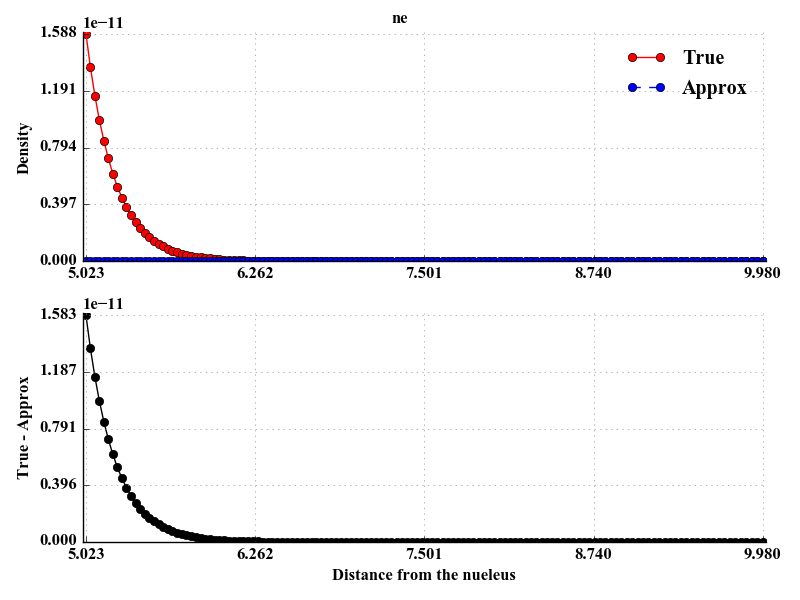 ne
1e−11
1.588
1.191
0.794
0.397
0.000
Density
True
Approx
5.023 6.262 7.501 8.740 9.980
1e−11
1.583
1.187
0.791
0.396
0.000
True - Approx
5.023 6.262 7.501 8.740 9.980
Distance from the nueleus